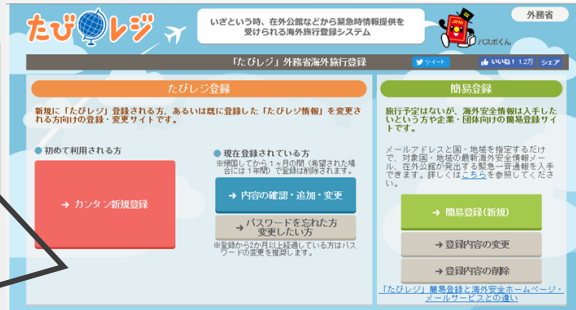 たびレジ
いざという時、在外公館などから緊急時情報提供を
受けられる海外旅行登録システム
パスポくん
外務省
「たびレジ」外務省海外旅行登録
ツイート
いいね！ 1.2万
シェア
たびレジ登録
新規に「たびレジ」登録される方、あるいは既に登録した「たびレジ情報」を変更さ
れる方向けの登録・変更サイトです。
初めて利用される方
→ カンタン新規登録
現在登録されている方
※帰国してから1ヶ月の間（希望された場
合には1年間）で登録は削除されます。
→ 内容の確認・追加・変更
→ パスワードを忘れた方
変更したい方
※登録から2か月以上経過している方はパス
ワードの変更を推奨します。
簡易登録
旅行予定はないが、海外安全情報は入手した
いという方や企業・団体向けの簡易登録サイ
トです。
メールアドレスと国・地域を指定するだけ
で、対象国・地域の最新海外安全情報メー
ル、在外公館が発出する緊急一斉通報を入手
できます。詳しくはこちらを参照してくださ
い。
→ 簡易登録(新規)
→ 登録内容の変更
→ 登録内容の削除
「たびレジ」簡易登録と海外安全ホームページ・
メールサービスとの違い